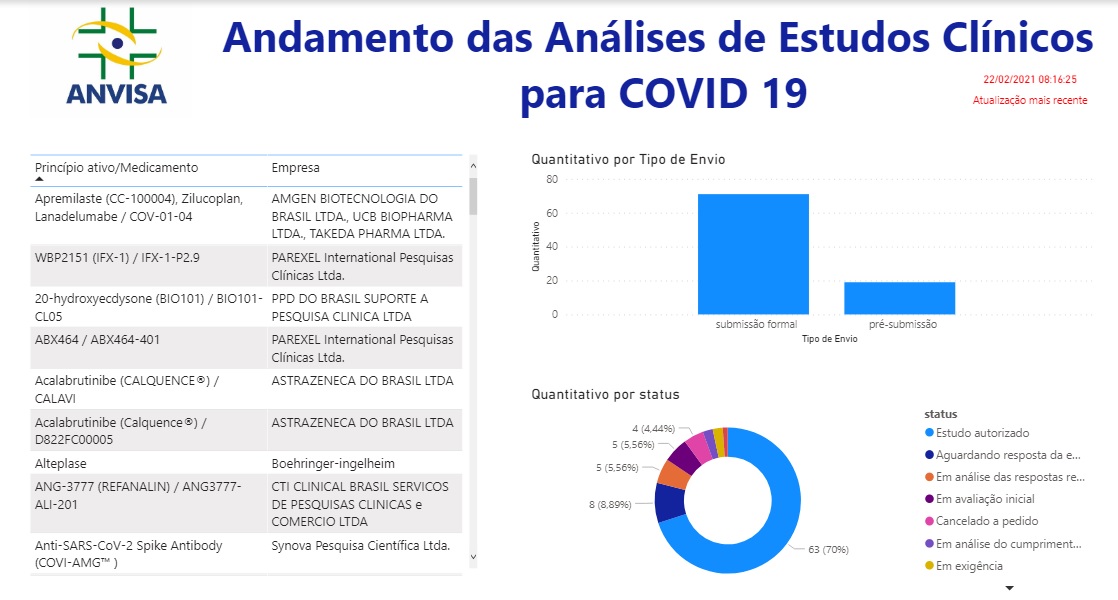 ANVISA
Andamento das Análises de Estudos Clínicos
para COVID 19
22/02/2021 08:16:25
Atualização mais recente
Princípio ativo/Medicamento
Empresa
Apremilaste (CC-100004), Zilucoplan,
Lanadelumabe / COV-01-04
AMGEN BIOTECNOLOGIA DO
BRASIL LTDA., UCB BIOPHARMA
LTDA., TAKEDA PHARMA LTDA.
WBP2151 (IFX-1) / IFX-1-P2.9
PAREXEL International Pesquisas
Clínicas Ltda.
20-hydroxyecdysone (BIO101) / BIO101-
CL05
PPD DO BRASIL SUPORTE A
PESQUISA CLINICA LTDA
ABX464 / ABX464-401
PAREXEL International Pesquisas
Clínicas Ltda.
Acalabrutinibe (CALQUENCE®) /
CALAVI
ASTRAZENECA DO BRASIL LTDA
Acalabrutinibe (Calquence®) /
D822FC00005
ASTRAZENECA DO BRASIL LTDA
Alteplase
Boehringer-ingelheim
ANG-3777 (REFANALIN) / ANG3777-
ALI-201
CTI CLINICAL BRASIL SERVICOS
DE PESQUISAS CLINICAS e
COMERCIO LTDA
Anti-SARS-CoV-2 Spike Antibody
(COVI-AMG™ )
Synova Pesquisa Científica Ltda.
Quantitativo por Tipo de Envio
Quantitativo
80
60
40
20
0
submissão formal
pré-submissão
Tipo de Envio
Quantitativo por status
4 (4,44%)
5 (5,56%)
5 (5,56%)
8 (8,89%)
63 (70%)
status
Estudo autorizado
Aguardando resposta da e...
Em análise das respostas re...
Em avaliação inicial
Cancelado a pedido
Em análise do cumpriment...
Em exigência